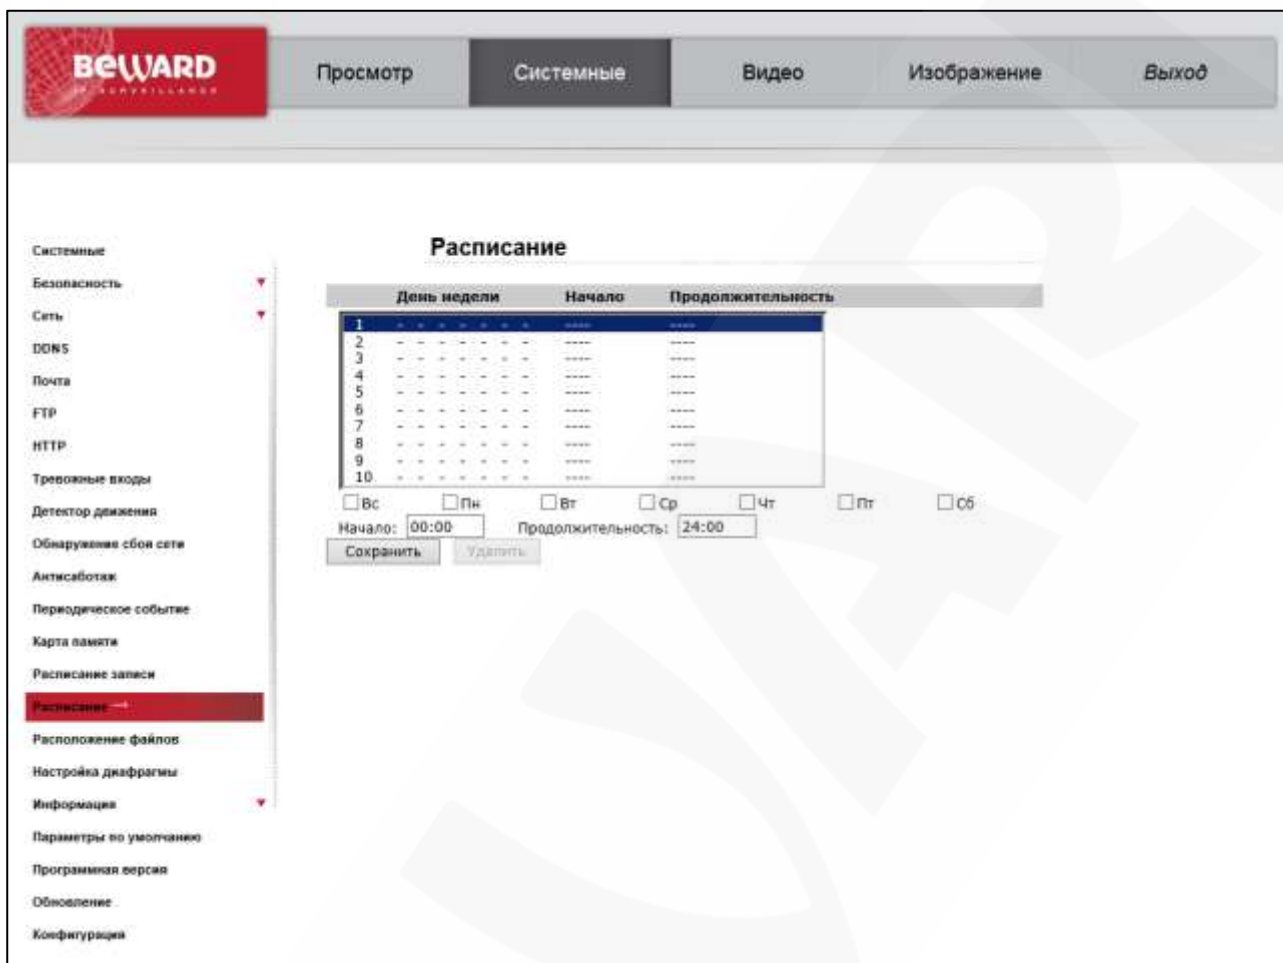 BEWARD
IP SURVEILLANCE
Просмотр
Системные
Видео
Изображение
Выход
Системные
Безопасность
Сеть
DDNS
Почта
FTP
HTTP
Тревожные входы
Детектор движения
Обнаружения сбоя сети
Антисаботаж
Периодическое событие
Карта памяти
Расписание записи
Расписание
Расположение файлов
Настройка диафрагмы
Информация
Параметры по умолчанию
Программная версия
Обновление
Конфигурация
Расписание
День недели Начало Продолжительность
1 - - - - - - - ---- ----
2 - - - - - - - ---- ----
3 - - - - - - - ---- ----
4 - - - - - - - ---- ----
5 - - - - - - - ---- ----
6 - - - - - - - ---- ----
7 - - - - - - - ---- ----
8 - - - - - - - ---- ----
9 - - - - - - - ---- ----
10 - - - - - - - ---- ----
Вс Пн Вт Ср Чт Пт Сб
Начало: 00:00 Продолжительность: 24:00
Сохранить Удалить